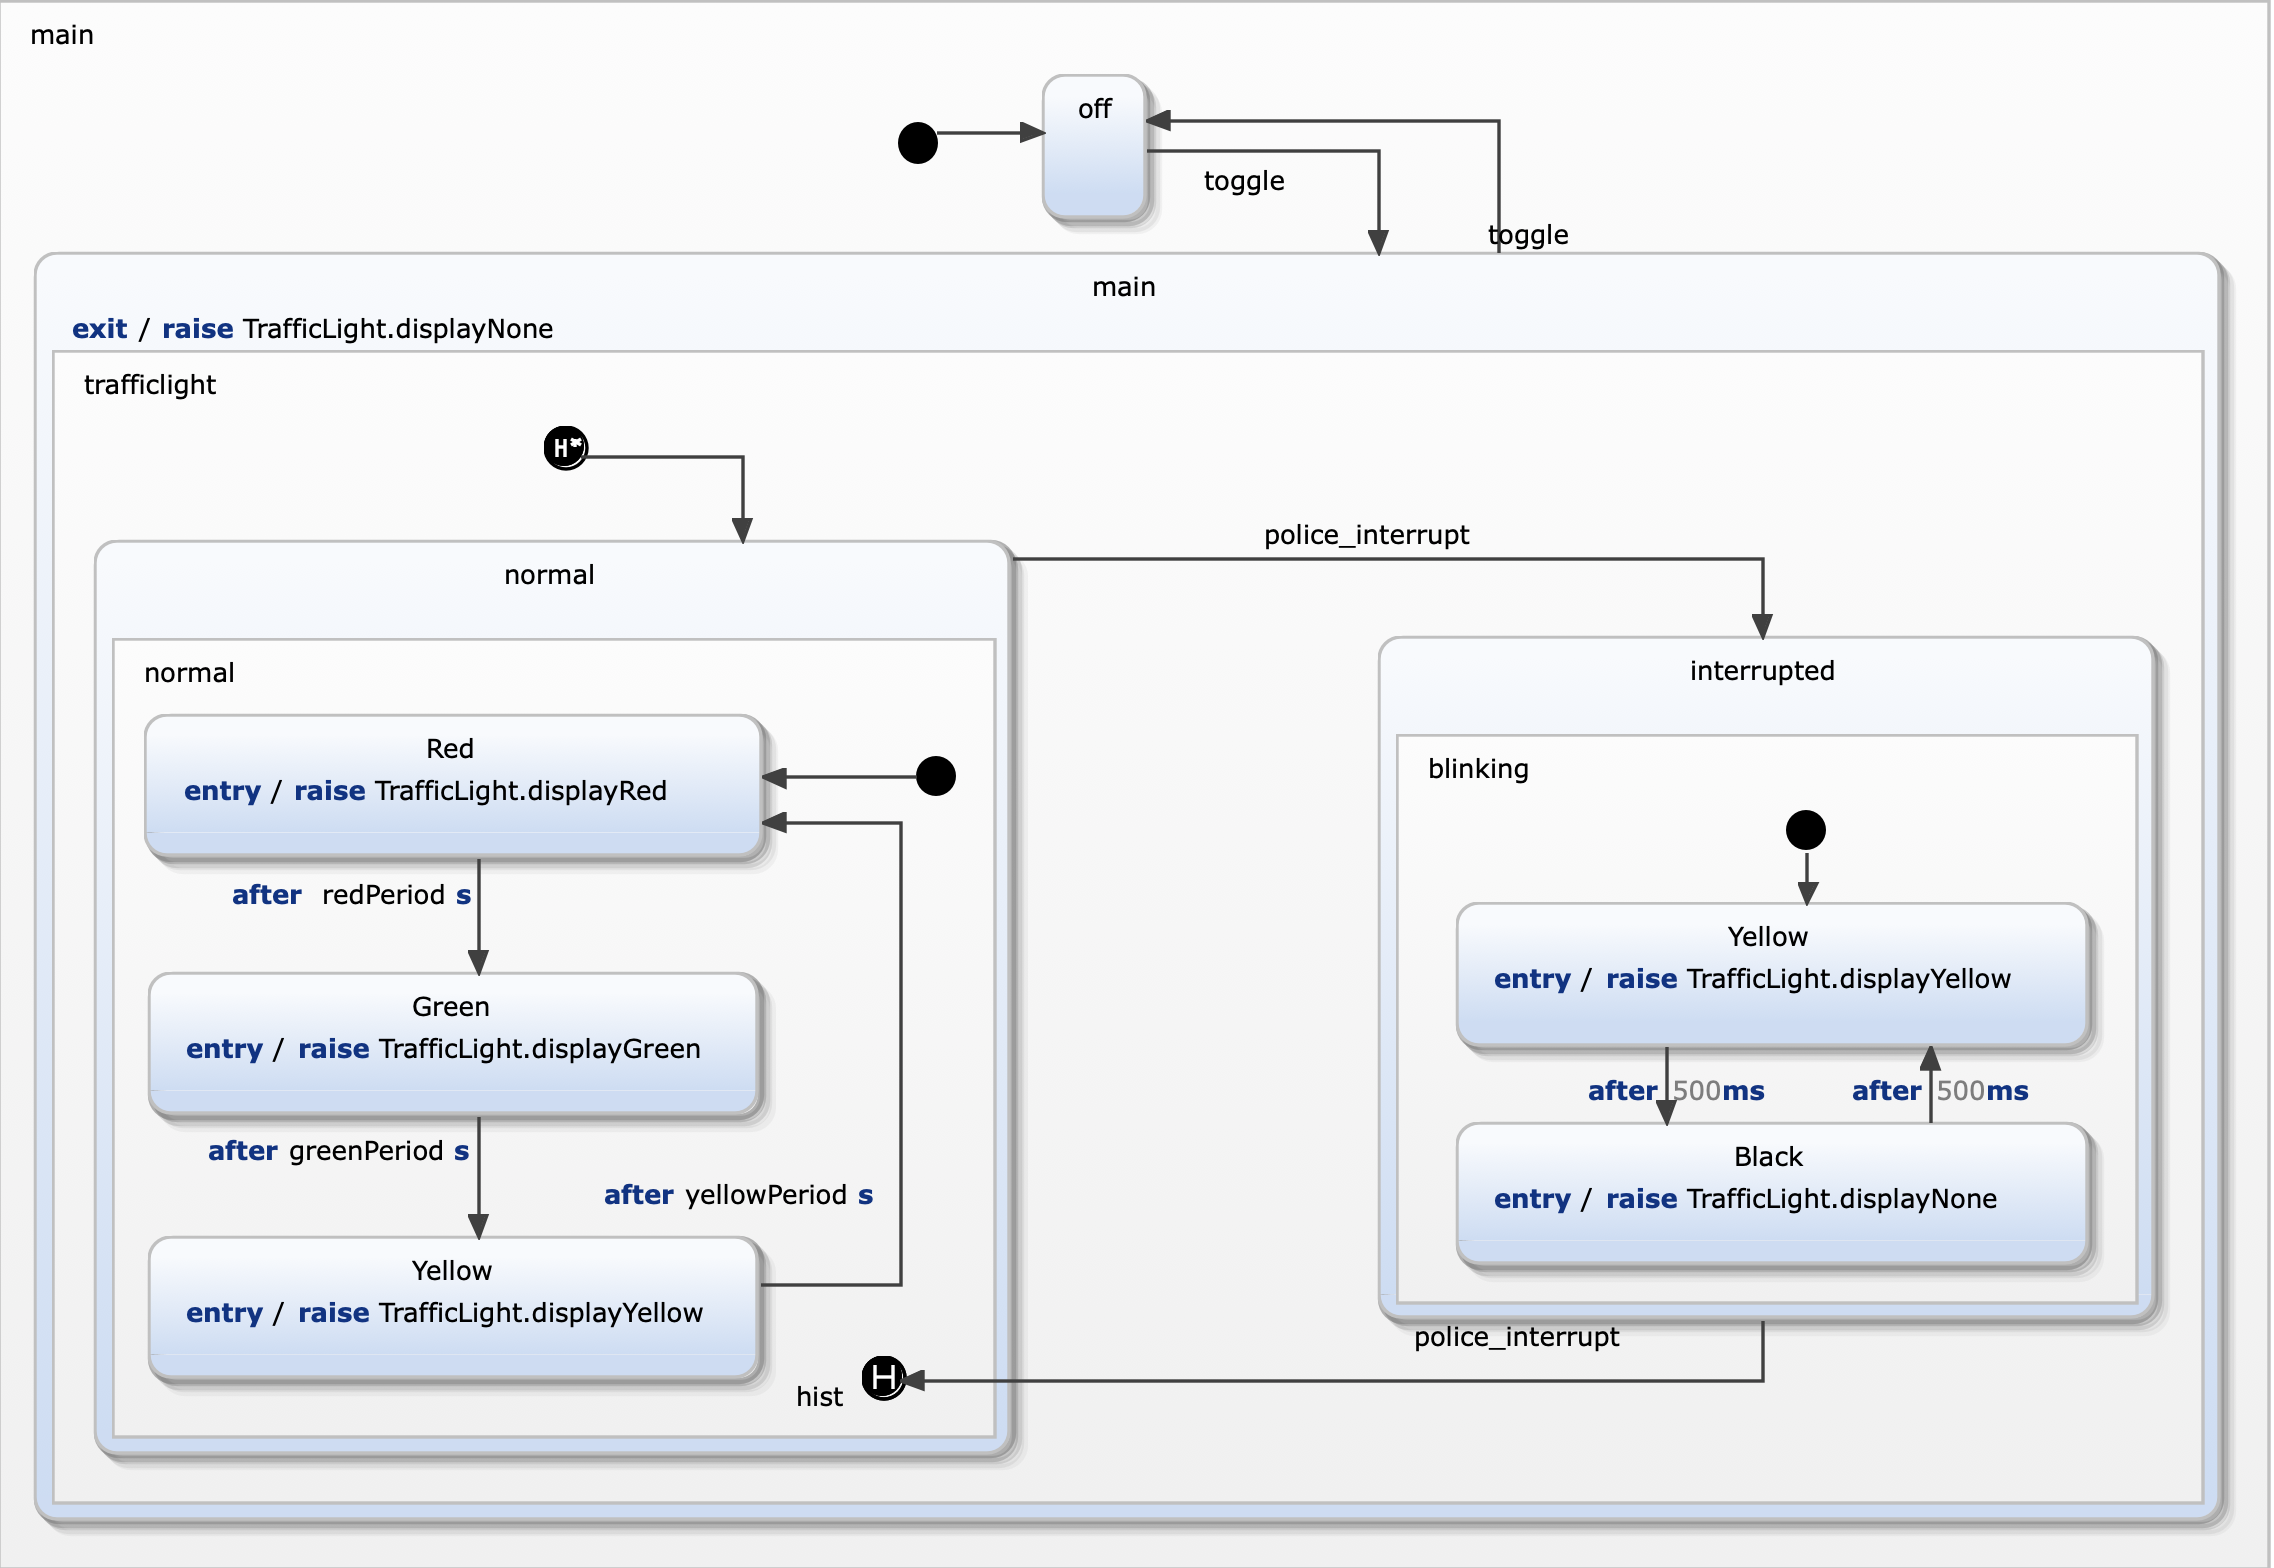 main
off
toggle
toggle
main
exit / raise TrafficLight.displayNone
trafficlight
H*
police_interrupt
normal
normal
Red
entry / raise TrafficLight.displayRed
after redPeriod s
Green
entry / raise TrafficLight.displayGreen
after greenPeriod s
after yellowPeriod s
Yellow
entry / raise TrafficLight.displayYellow
hist
H
interrupted
blinking
Yellow
entry / raise TrafficLight.displayYellow
after 500ms
after 500ms
Black
entry / raise TrafficLight.displayNone
police_interrupt